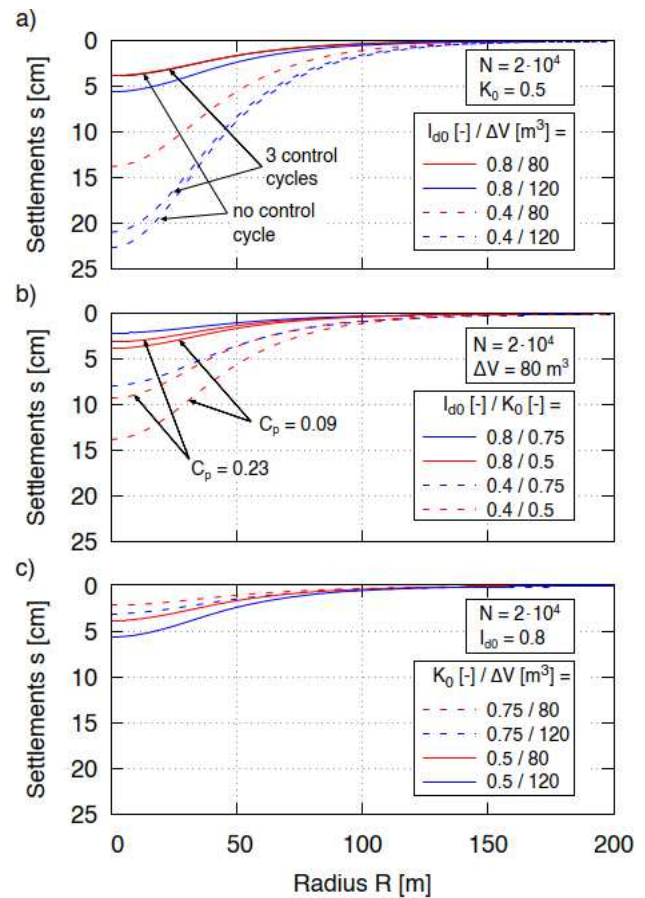 a)
Settlements s [cm]
0
5
10
15
20
25
3 control
cycles
no control
cycle
N = 2·10⁴
K₀ = 0.5
I_d0 [-] / ΔV [m³] =
0.8 / 80
0.8 / 120
0.4 / 80
0.4 / 120
b)
Settlements s [cm]
0
5
10
15
20
25
C_p = 0.09
C_p = 0.23
N = 2·10⁴
ΔV = 80 m³
I_d0 [-] / K₀ [-] =
0.8 / 0.75
0.8 / 0.5
0.4 / 0.75
0.4 / 0.5
c)
Settlements s [cm]
0
5
10
15
20
25
N = 2·10⁴
I_d0 = 0.8
K₀ [-] / ΔV [m³] =
0.75 / 80
0.75 / 120
0.5 / 80
0.5 / 120
0 50 100 150 200
Radius R [m]